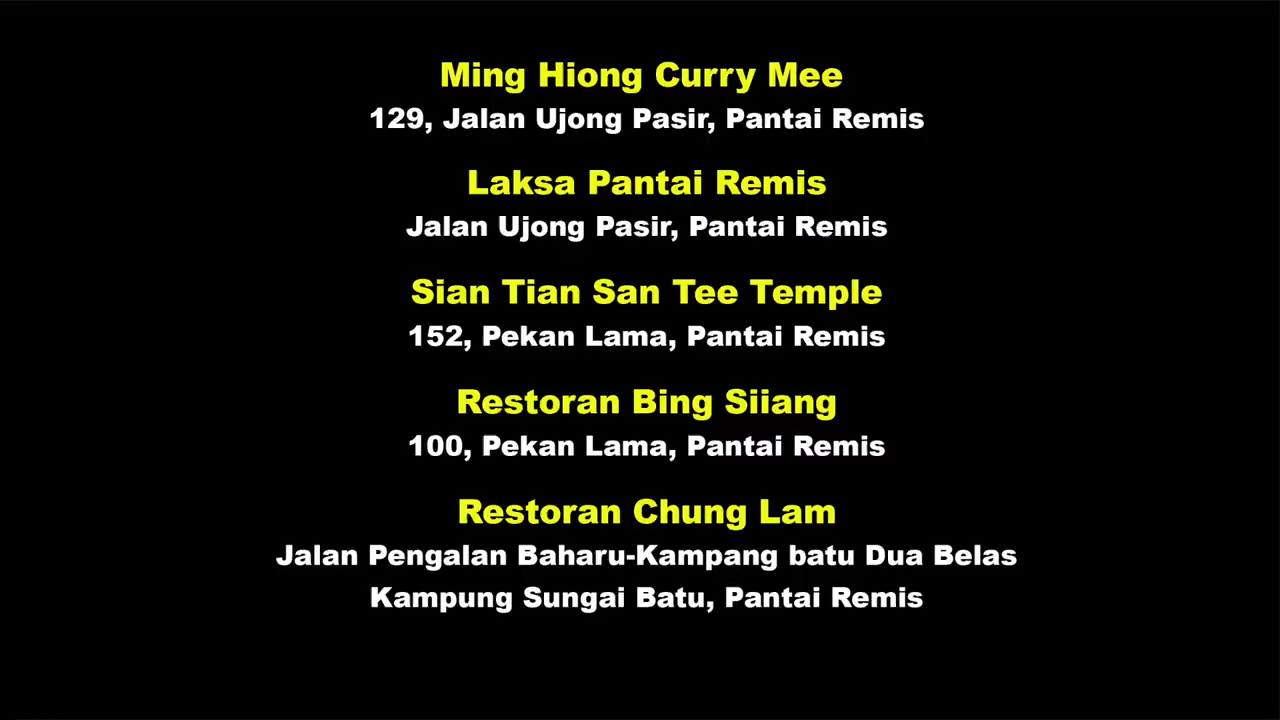 Ming Hiong Curry Mee
129, Jalan Ujong Pasir, Pantai Remis
Laksa Pantai Remis
Jalan Ujong Pasir, Pantai Remis
Sian Tian San Tee Temple
152, Pekan Lama, Pantai Remis
Restoran Bing Siiang
100, Pekan Lama, Pantai Remis
Restoran Chung Lam
Jalan Pengalan Baharu-Kampang batu Dua Belas
Kampung Sungai Batu, Pantai Remis